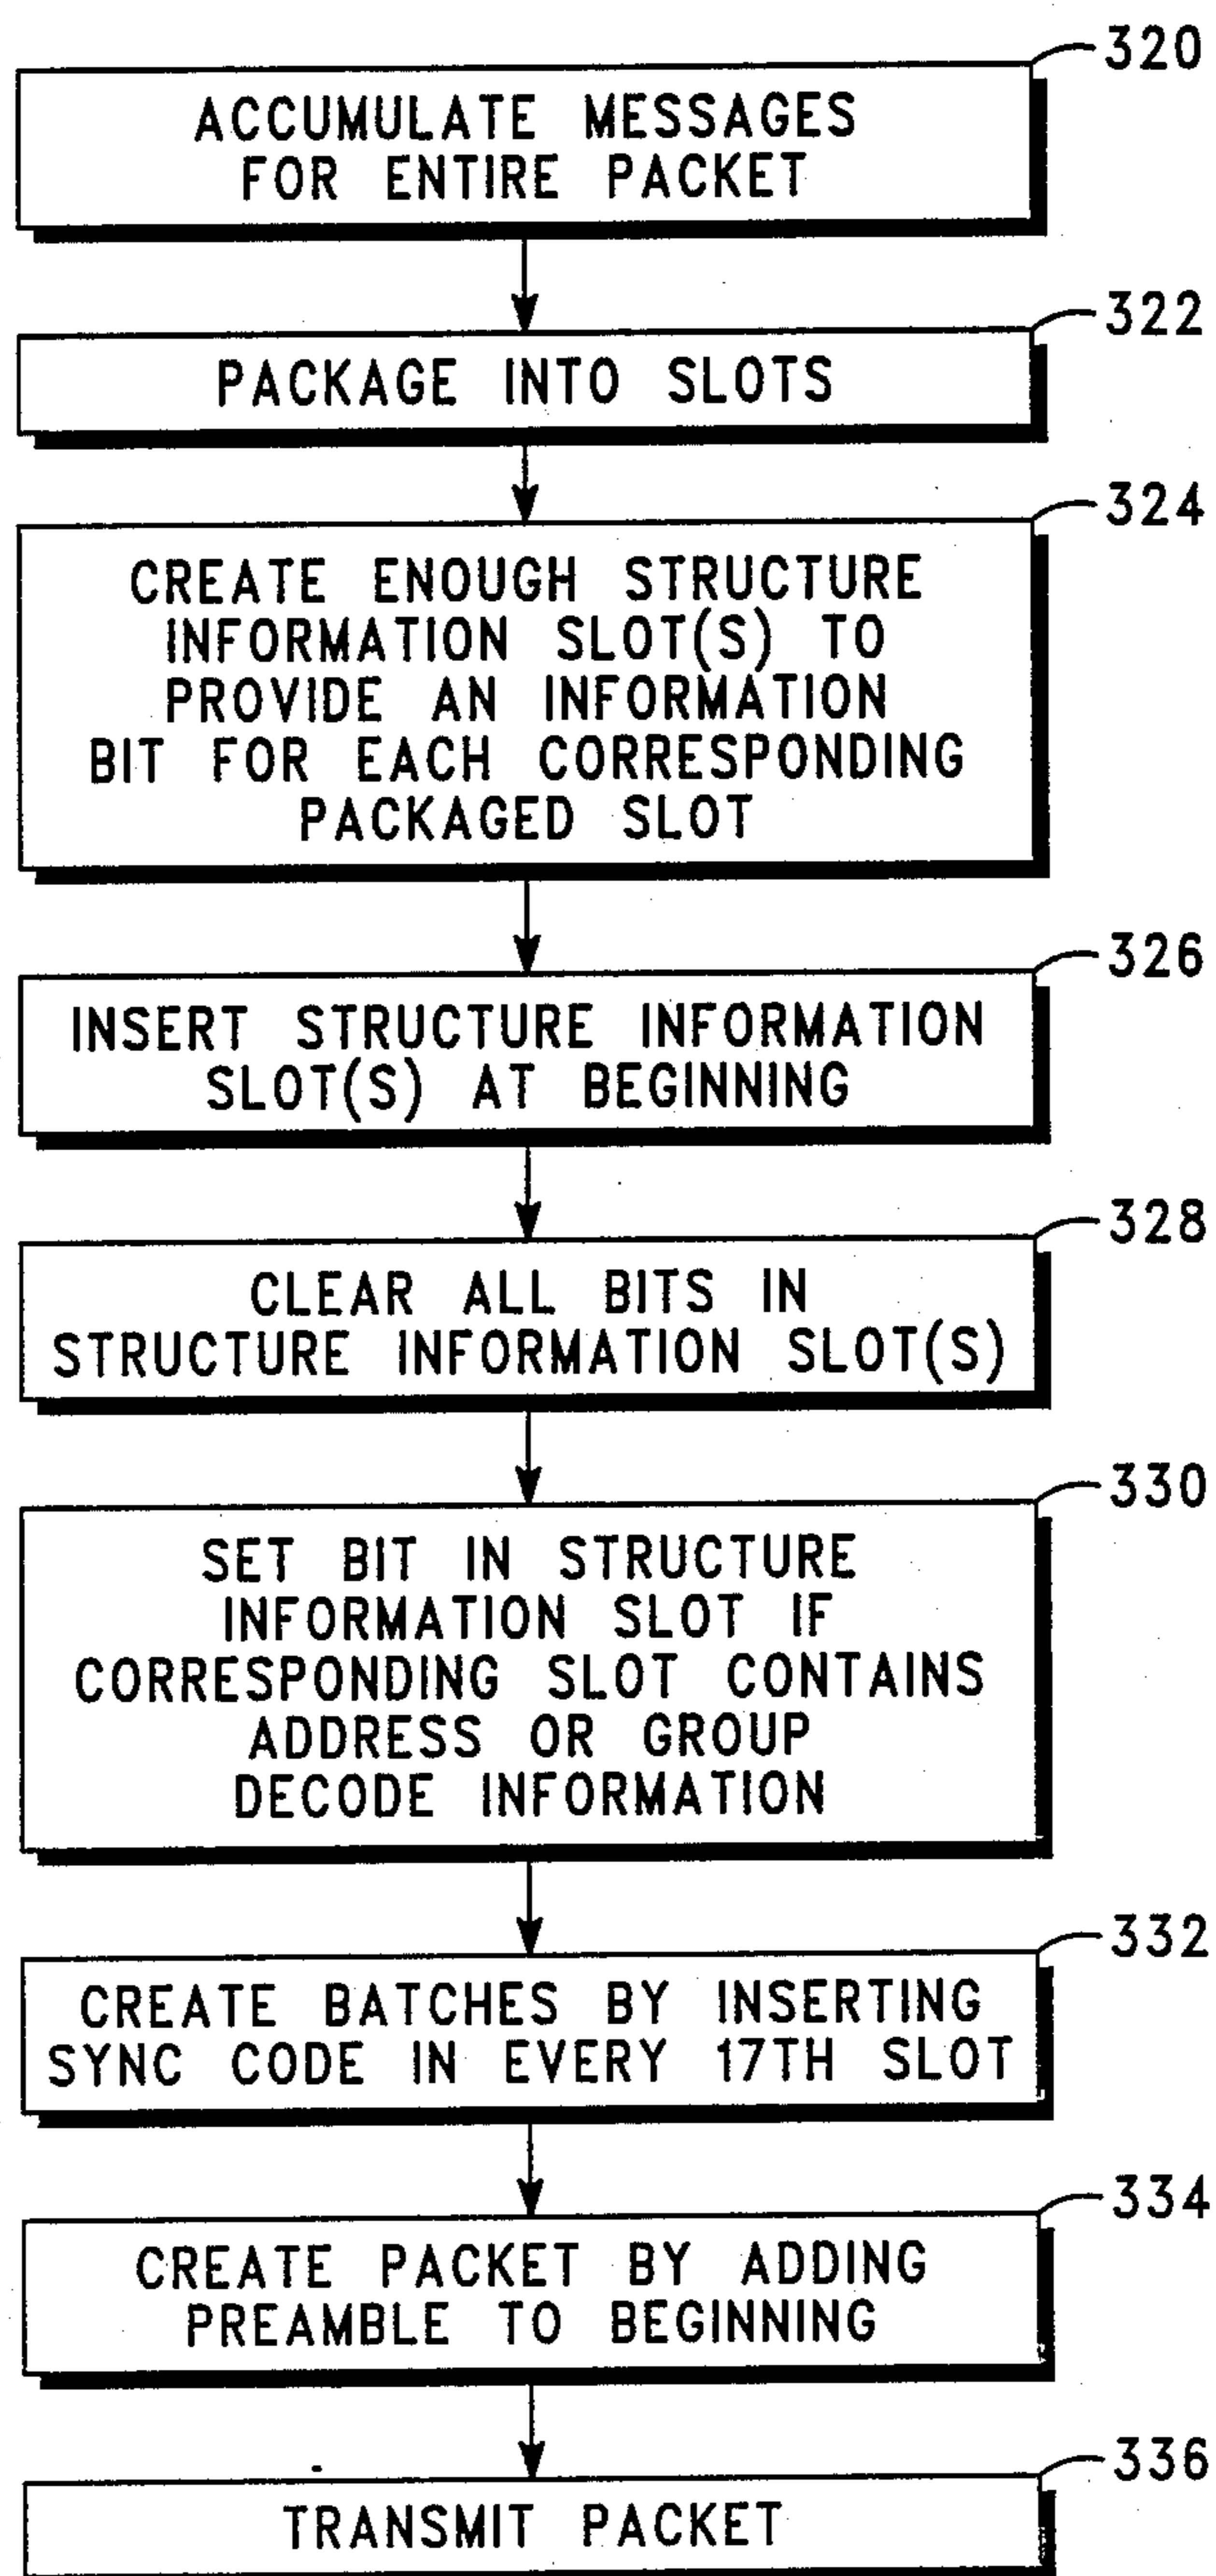 320
ACCUMULATE MESSAGES
FOR ENTIRE PACKET
322
PACKAGE INTO SLOTS
324
CREATE ENOUGH STRUCTURE
INFORMATION SLOT(S) TO
PROVIDE AN INFORMATION
BIT FOR EACH CORRESPONDING
PACKAGED SLOT
326
INSERT STRUCTURE INFORMATION
SLOT(S) AT BEGINNING
328
CLEAR ALL BITS IN
STRUCTURE INFORMATION SLOT(S)
330
SET BIT IN STRUCTURE
INFORMATION SLOT IF
CORRESPONDING SLOT CONTAINS
ADDRESS OR GROUP
DECODE INFORMATION
332
CREATE BATCHES BY INSERTING
SYNC CODE IN EVERY 17TH SLOT
334
CREATE PACKET BY ADDING
PREAMBLE TO BEGINNING
336
TRANSMIT PACKET